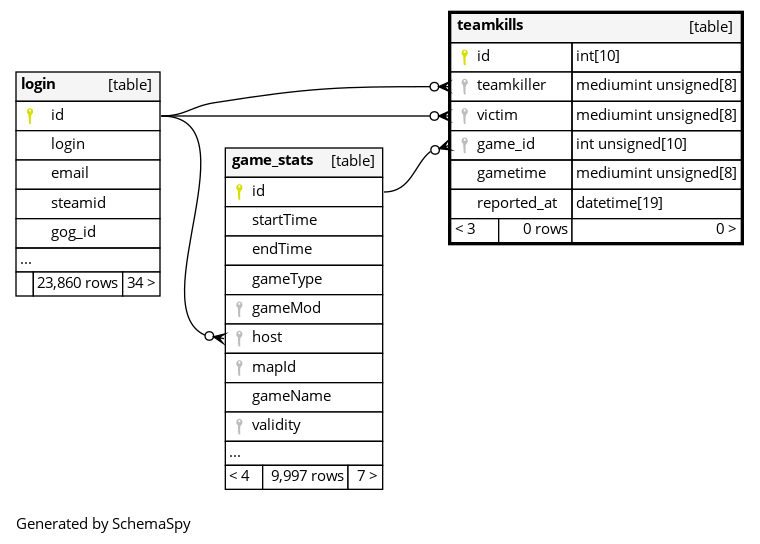 login [table]
id
login
email
steamid
gog_id
...
23,860 rows 34 >
game_stats [table]
id
startTime
endTime
gameType
gameMod
host
mapId
gameName
validity
...
< 4 9,997 rows 7 >
teamkills [table]
id int[10]
teamkiller mediumint unsigned[8]
victim mediumint unsigned[8]
game_id int unsigned[10]
gametime mediumint unsigned[8]
reported_at datetime[19]
< 3 0 rows 0 >
Generated by SchemaSpy